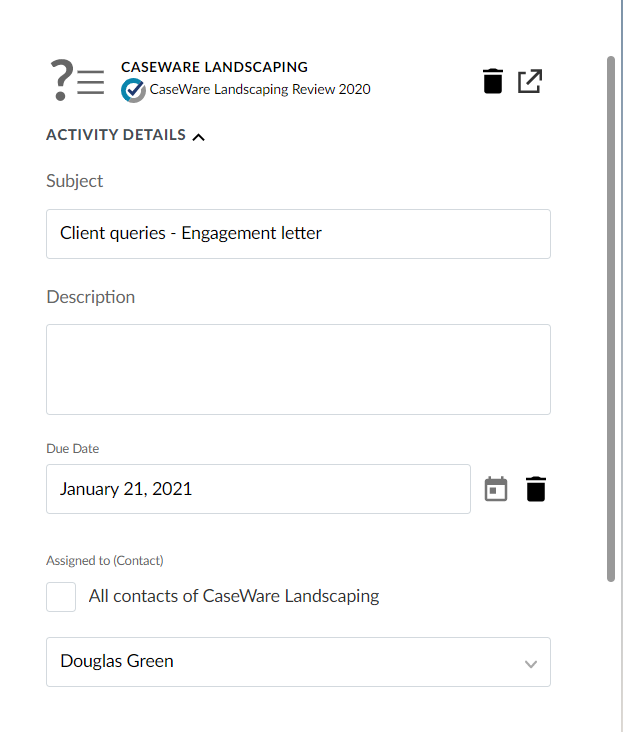 CASEWARE LANDSCAPING
CaseWare Landscaping Review 2020
ACTIVITY DETAILS
Subject
Client queries - Engagement letter
Description
Due Date
January 21, 2021
Assigned to (Contact)
All contacts of CaseWare Landscaping
Douglas Green